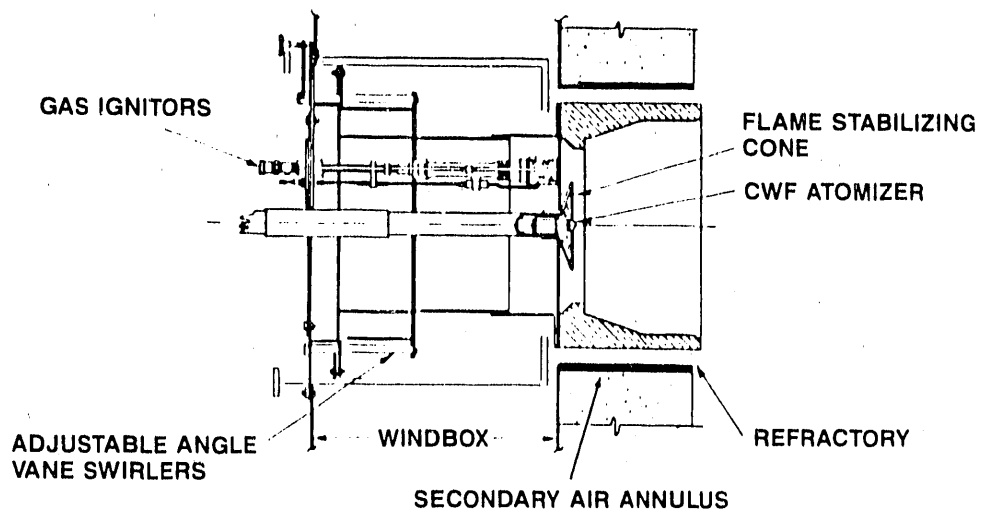 GAS IGNITORS
FLAME STABILIZING
CONE
CWF ATOMIZER
ADJUSTABLE ANGLE
VANE SWIRLERS
WINDBOX
REFRACTORY
SECONDARY AIR ANNULUS